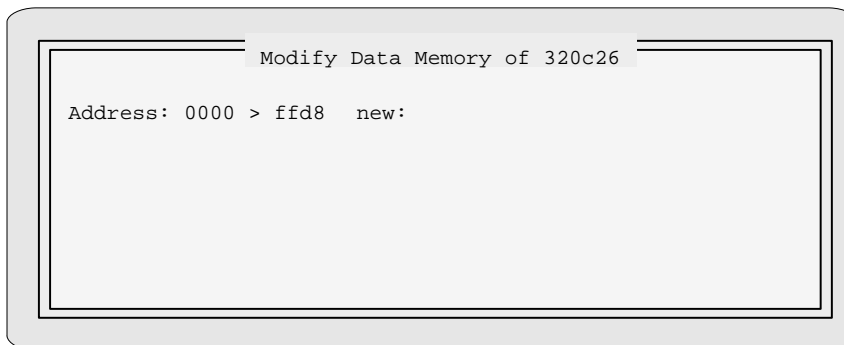 Modify Data Memory of 320c26
Address: 0000 > ffd8 new: